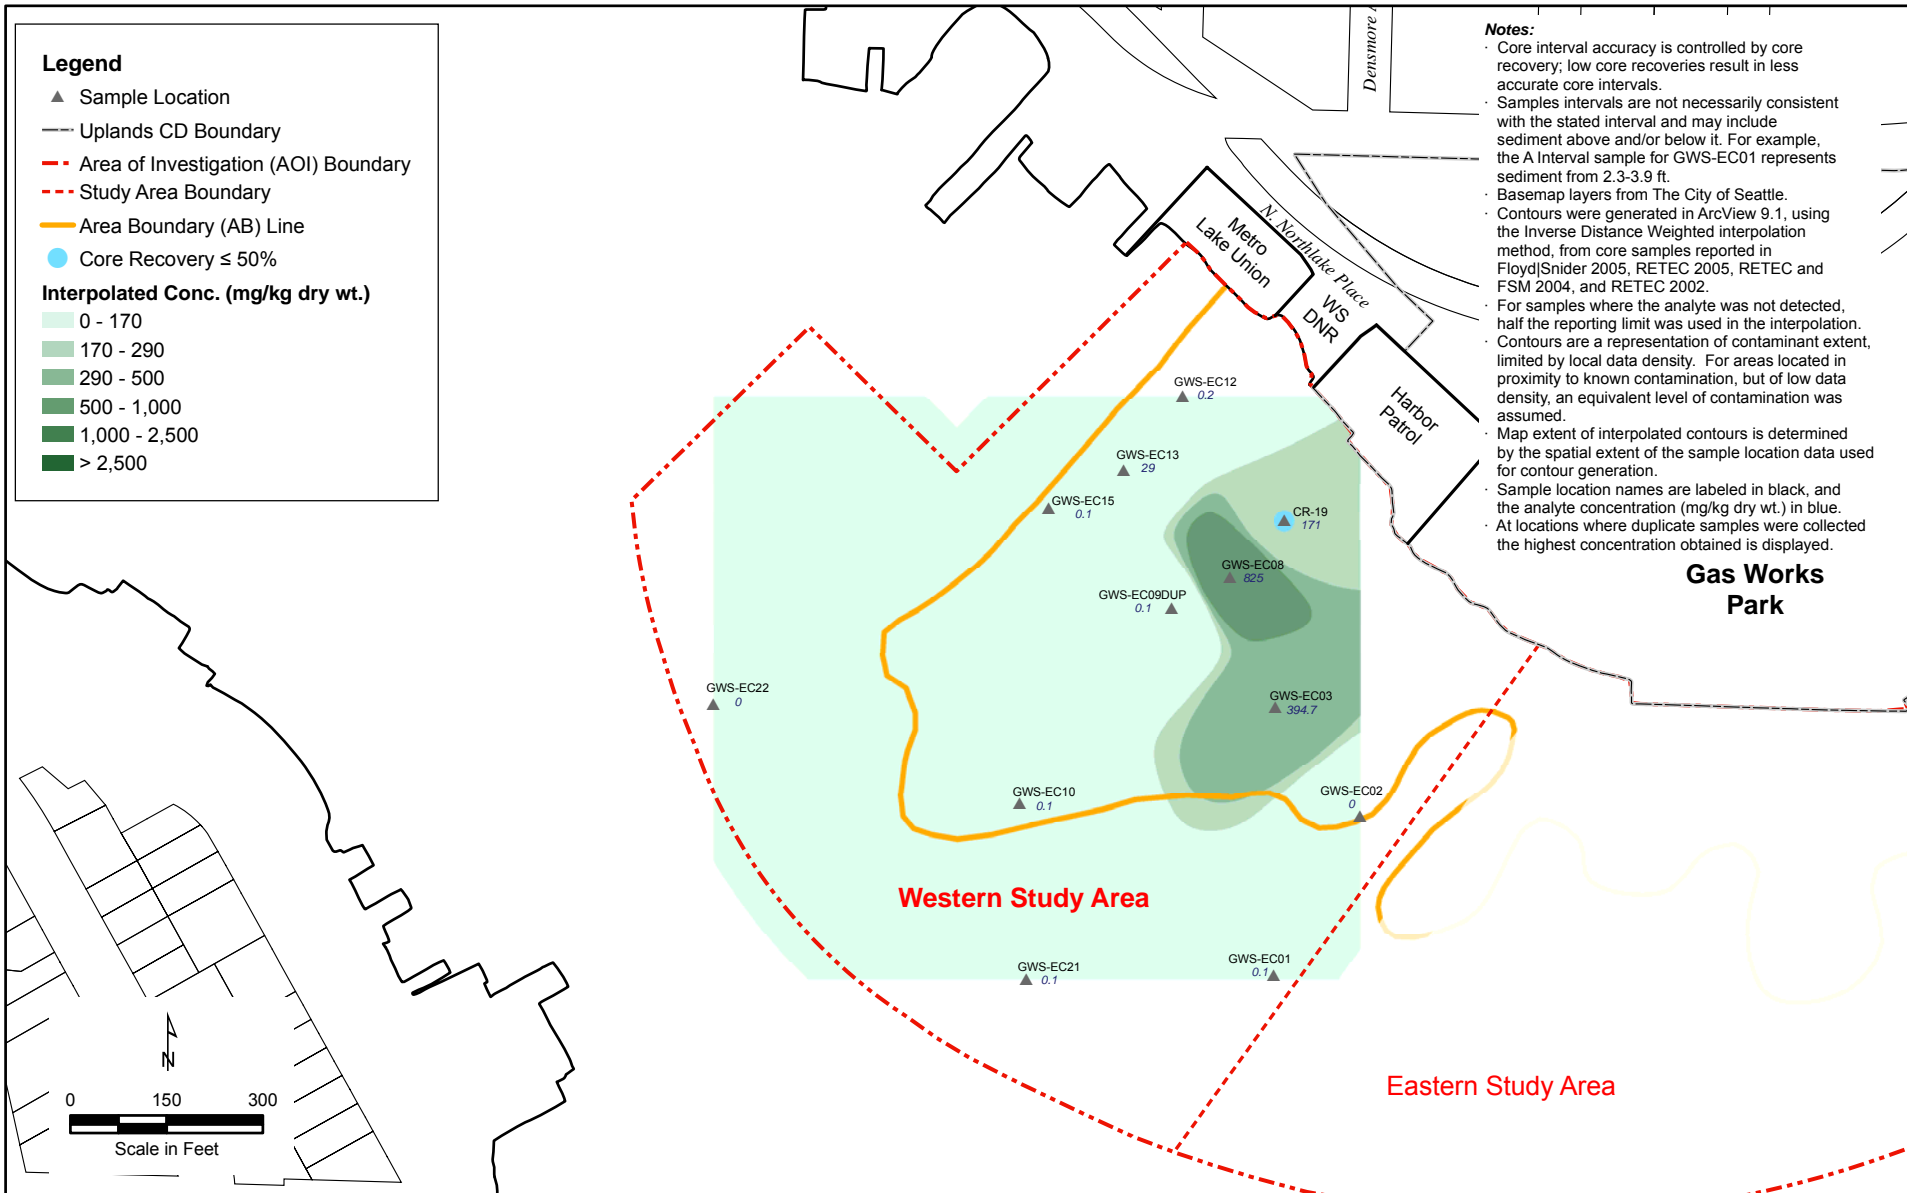 Legend
Sample Location
Uplands CD Boundary
Area of Investigation (AOI) Boundary
Study Area Boundary
Area Boundary (AB) Line
Core Recovery ≤ 50%
Interpolated Conc. (mg/kg dry wt.)
0 - 170
170 - 290
290 - 500
500 - 1,000
1,000 - 2,500
> 2,500
Densmore
Notes:
· Core interval accuracy is controlled by core
recovery; low core recoveries result in less
accurate core intervals.
· Samples intervals are not necessarily consistent
with the stated interval and may include
sediment above and/or below it. For example,
the A Interval sample for GWS-EC01 represents
sediment from 2.3-3.9 ft.
· Basemap layers from The City of Seattle.
· Contours were generated in ArcView 9.1, using
the Inverse Distance Weighted interpolation
method, from core samples reported in
Floyd|Snider 2005, RETEC 2005, RETEC and
FSM 2004, and RETEC 2002.
· For samples where the analyte was not detected,
half the reporting limit was used in the interpolation.
· Contours are a representation of contaminant extent,
limited by local data density. For areas located in
proximity to known contamination, but of low data
density, an equivalent level of contamination was
assumed.
· Map extent of interpolated contours is determined
by the spatial extent of the sample location data used
for contour generation.
· Sample location names are labeled in black, and
the analyte concentration (mg/kg dry wt.) in blue.
· At locations where duplicate samples were collected
the highest concentration obtained is displayed.
N. Northlake Place
Metro
Lake Union
WS
DNR
Harbor
Patrol
Gas Works
Park
GWS-EC12
0.2
GWS-EC13
29
GWS-EC15
0.1
CR-19
171
GWS-EC08
825
GWS-EC09DUP
0.1
GWS-EC22
0
GWS-EC03
394.7
GWS-EC10
0.1
GWS-EC02
0
Western Study Area
GWS-EC21
0.1
GWS-EC01
0.1
Eastern Study Area
N
0 150 300
Scale in Feet